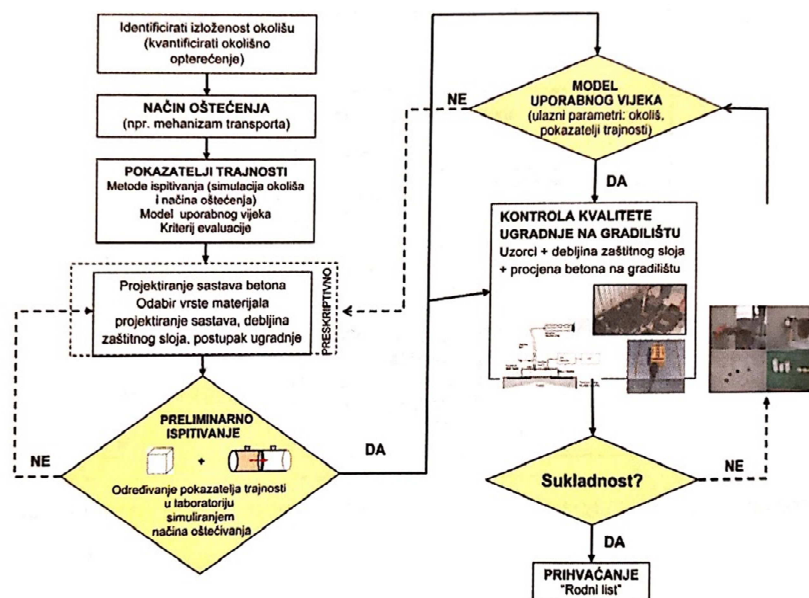 Identificirati izloženost okolišu
(kvantificirati okolišno
opterećenje)
NAČIN OŠTEĆENJA
(npr. mehanizam transporta)
POKAZATELJI TRAJNOSTI
Metode ispitivanja (simulacija okoliša
i načina oštećenja)
Model uporabnog vijeka
Kriterij evaluacije
Projektiranje sastava betona
Odabir vrste materijala
projektiranje sastava, debljina
zaštitnog sloja, postupak ugradnje
PRESKRIPTIVNO
PRELIMINARNO
ISPITIVANJE
+
Određivanje pokazatelja trajnosti
u laboratoriju
simuliranjem
načina oštećivanja
NE
DA
MODEL
UPORABNOG VIJEKA
(ulazni parametri: okoliš,
pokazatelji trajnosti)
NE
DA
KONTROLA KVALITETE
UGRADNJE NA GRADILIŠTU
Uzorci + debljina zaštitnog sloja
+ procjena betona na gradilištu
Sukladnost?
NE
DA
PRIHVAĆANJE
"Rodni list"